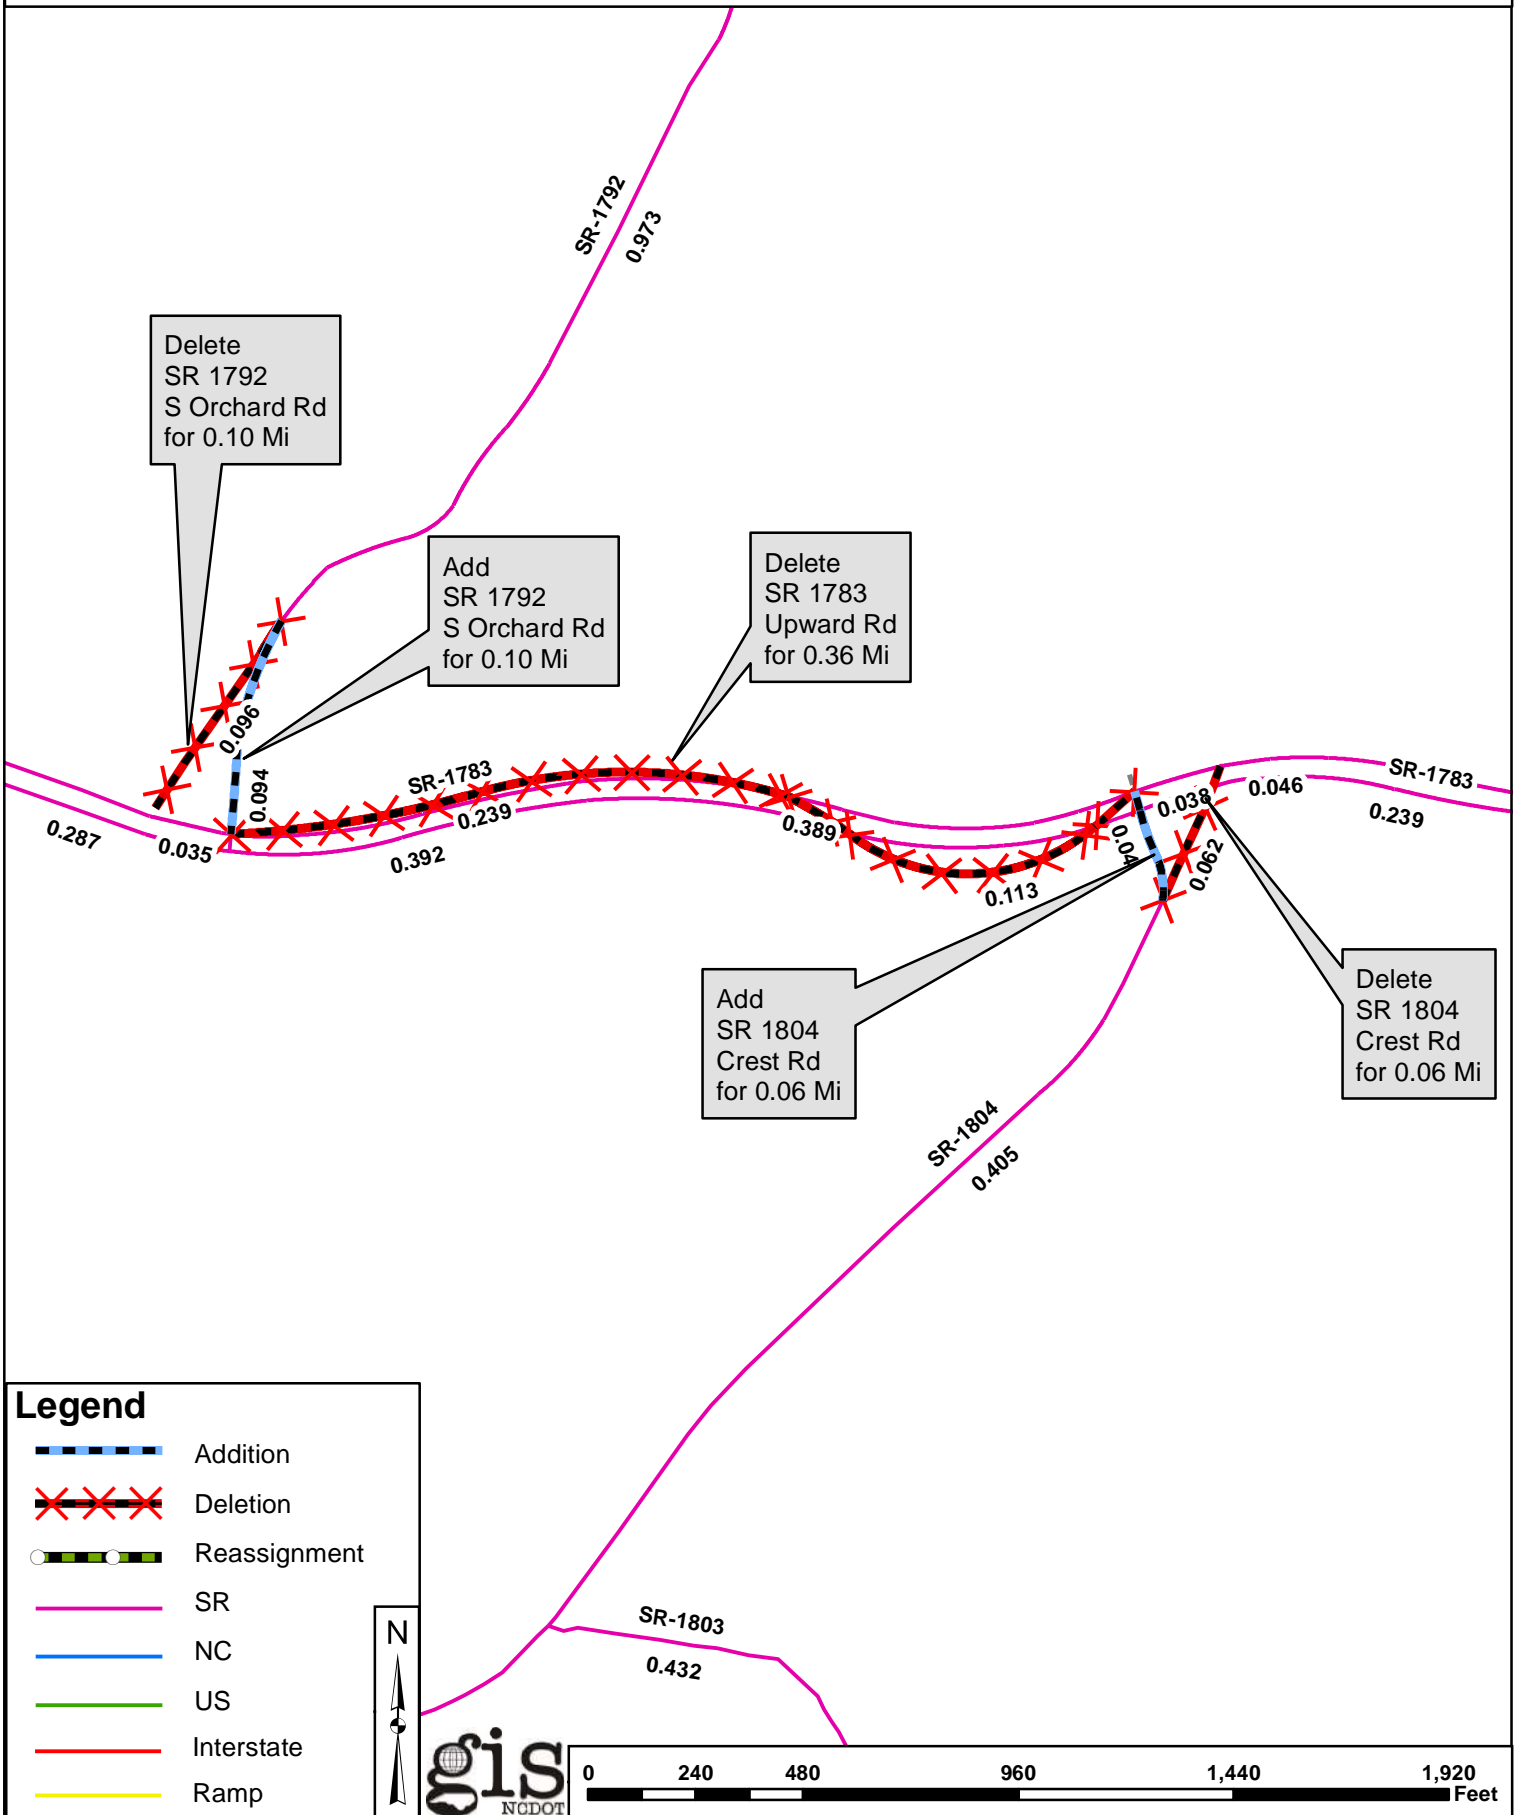 SR-1792
0.973
Delete
SR 1792
S Orchard Rd
for 0.10 Mi
Add
SR 1792
S Orchard Rd
for 0.10 Mi
Delete
SR 1783
Upward Rd
for 0.36 Mi
0.096
0.094
SR-1783
0.239
0.287
0.035
0.392
0.389
0.113
0.04
0.038
0.062
0.046
SR-1783
0.239
Add
SR 1804
Crest Rd
for 0.06 Mi
Delete
SR 1804
Crest Rd
for 0.06 Mi
SR-1804
0.405
SR-1803
0.432
Legend
Addition
Deletion
Reassignment
SR
NC
US
Interstate
Ramp
N
gis
NCDOT
0 240 480 960 1,440 1,920
Feet